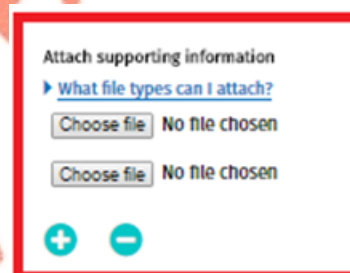 Attach supporting information
What file types can I attach?
Choose file No file chosen
Choose file No file chosen